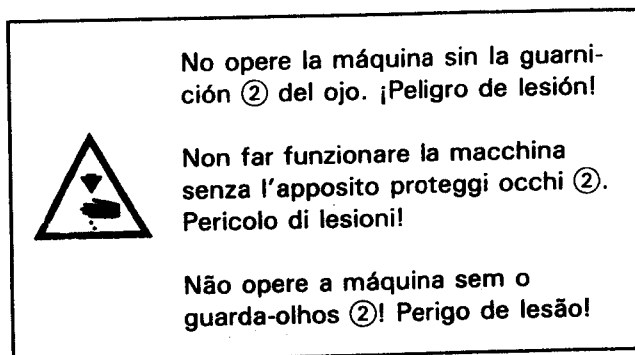 No opere la máquina sin la guarni-
ción ② del ojo. ¡Peligro de lesión!
Non far funzionare la macchina
senza l'apposito proteggi occhi ②.
Pericolo di lesioni!
Não opere a máquina sem o
guarda-olhos ②! Perigo de lesão!